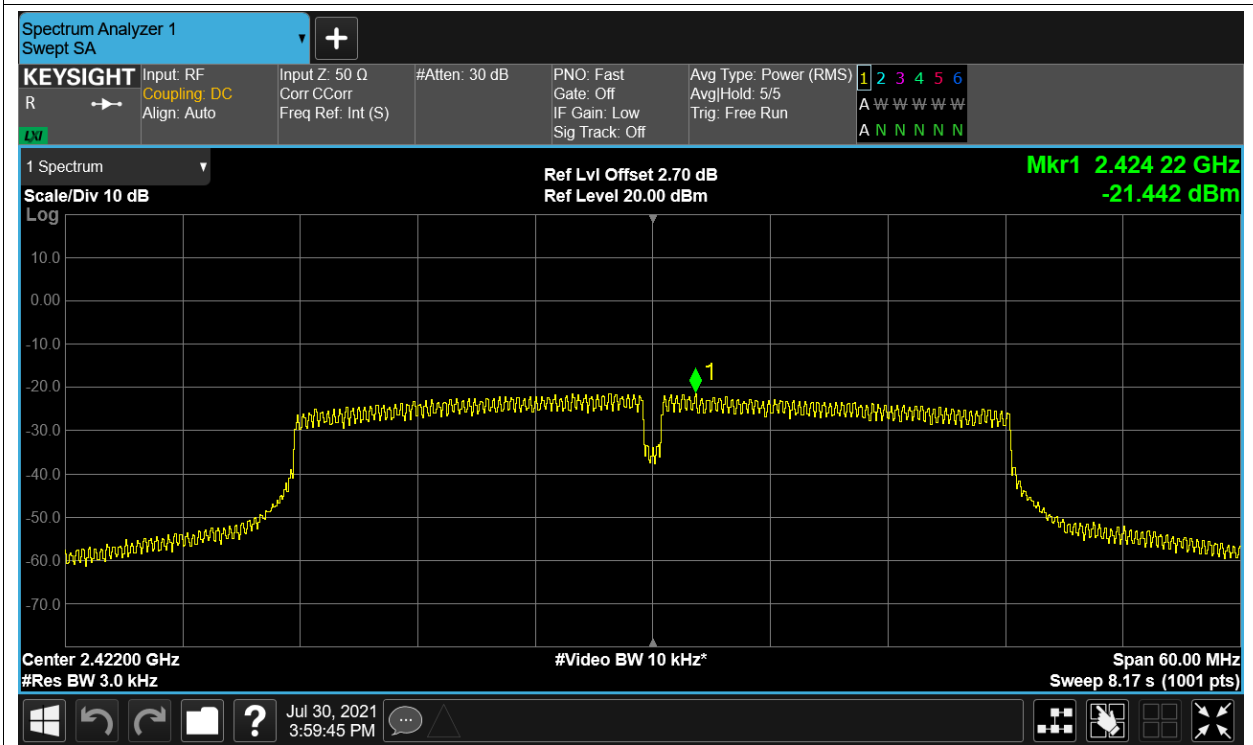 Spectrum Analyzer 1
Swept SA
KEYSIGHT
R
LXI
Input: RF
Coupling: DC
Align: Auto
Input Z: 50 Ω
Corr CCorr
Freq Ref: Int (S)
#Atten: 30 dB
PNO: Fast
Gate: Off
IF Gain: Low
Sig Track: Off
Avg Type: Power (RMS)
Avg|Hold: 5/5
Trig: Free Run
1 2 3 4 5 6
A W W W W W
A N N N N N
1 Spectrum
Scale/Div 10 dB
Log
Ref Lvl Offset 2.70 dB
Ref Level 20.00 dBm
Mkr1 2.424 22 GHz
-21.442 dBm
10.0
0.00
-10.0
-20.0
-30.0
-40.0
-50.0
-60.0
-70.0
1
Center 2.42200 GHz
#Res BW 3.0 kHz
#Video BW 10 kHz*
Span 60.00 MHz
Sweep 8.17 s (1001 pts)
?
Jul 30, 2021
3:59:45 PM